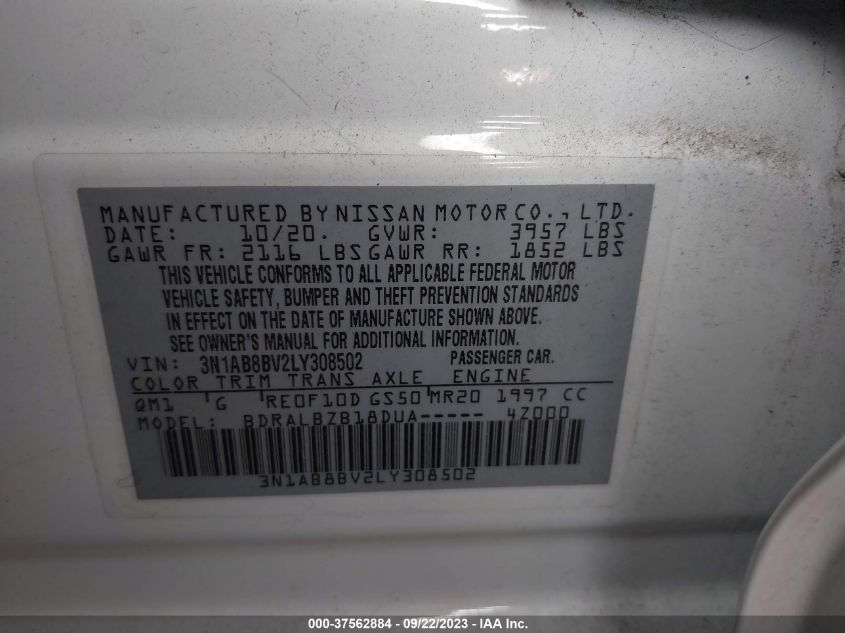 MANUFACTURED BY NISSAN MOTOR CO., LTD.
DATE: 10/20. GVWR: 3957 LBS
GAWR FR: 2116 LBS GAWR RR: 1852 LBS
THIS VEHICLE CONFORMS TO ALL APPLICABLE FEDERAL MOTOR
VEHICLE SAFETY, BUMPER AND THEFT PREVENTION STANDARDS
IN EFFECT ON THE DATE OF MANUFACTURE SHOWN ABOVE.
SEE OWNER'S MANUAL FOR ADDITIONAL INFORMATION.
VIN: 3N1AB8BV2LY308502 PASSENGER CAR.
COLOR TRIM TRANS AXLE ENGINE
QM1 G RE0F10D GS50 MR20 1997 CC
MODEL: BDRALBZB18DUA----- 4Z000
3N1AB8BV2LY308502
000-37562884 - 09/22/2023 - IAA Inc.